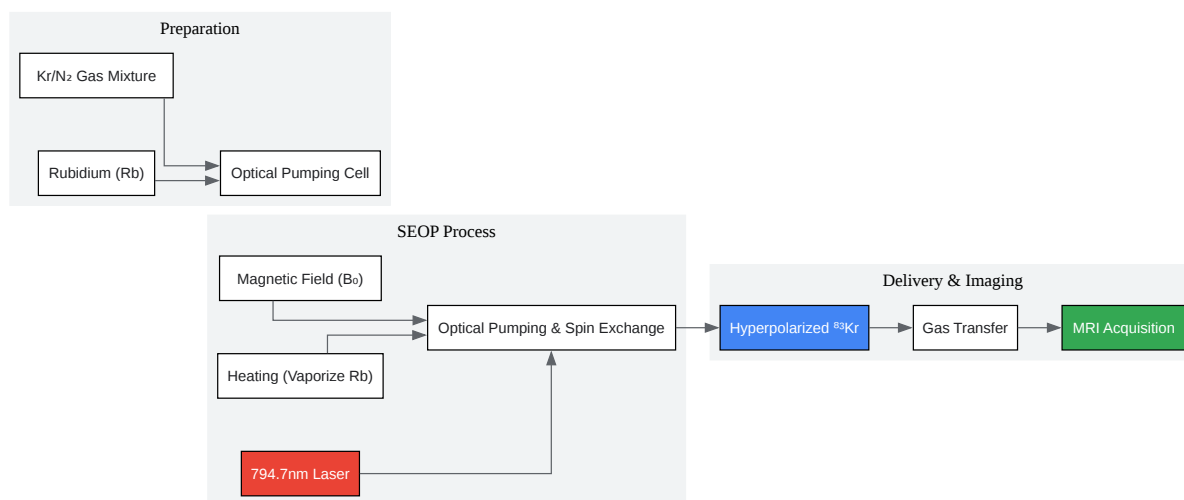 Preparation
Kr/N₂ Gas Mixture
Rubidium (Rb)
Optical Pumping Cell
SEOP Process
Magnetic Field (B₀)
Optical Pumping & Spin Exchange
Heating (Vaporize Rb)
794.7nm Laser
Delivery & Imaging
Hyperpolarized ⁸³Kr
Gas Transfer
MRI Acquisition